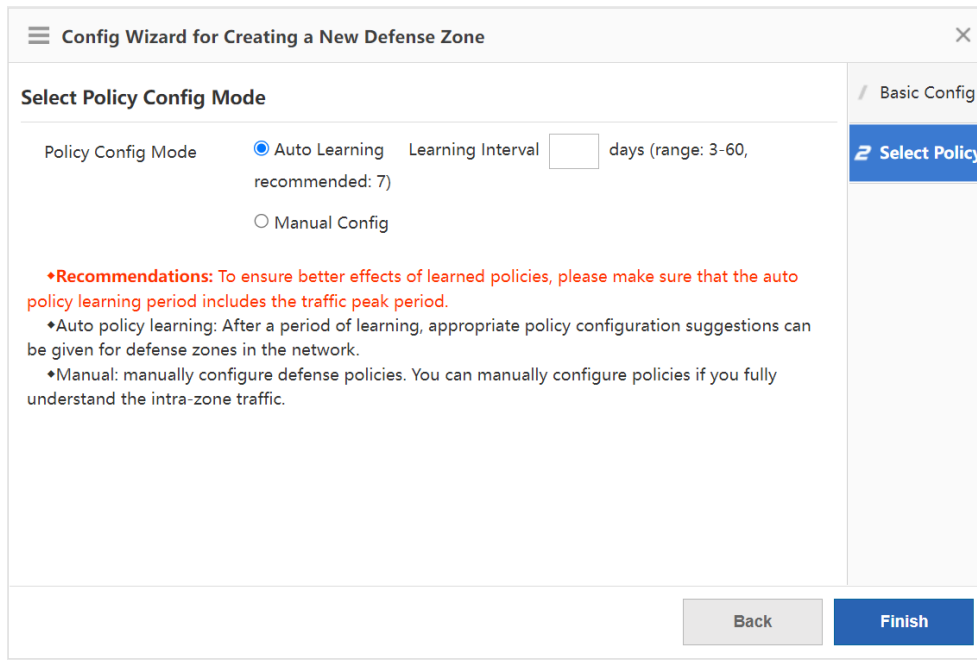 Config Wizard for Creating a New Defense Zone
Select Policy Config Mode
Policy Config Mode
Auto Learning Learning Interval days (range: 3-60,
recommended: 7)
Manual Config
◆Recommendations: To ensure better effects of learned policies, please make sure that the auto
policy learning period includes the traffic peak period.
◆Auto policy learning: After a period of learning, appropriate policy configuration suggestions can
be given for defense zones in the network.
◆Manual: manually configure defense policies. You can manually configure policies if you fully
understand the intra-zone traffic.
1 Basic Config
2 Select Policy
Back
Finish